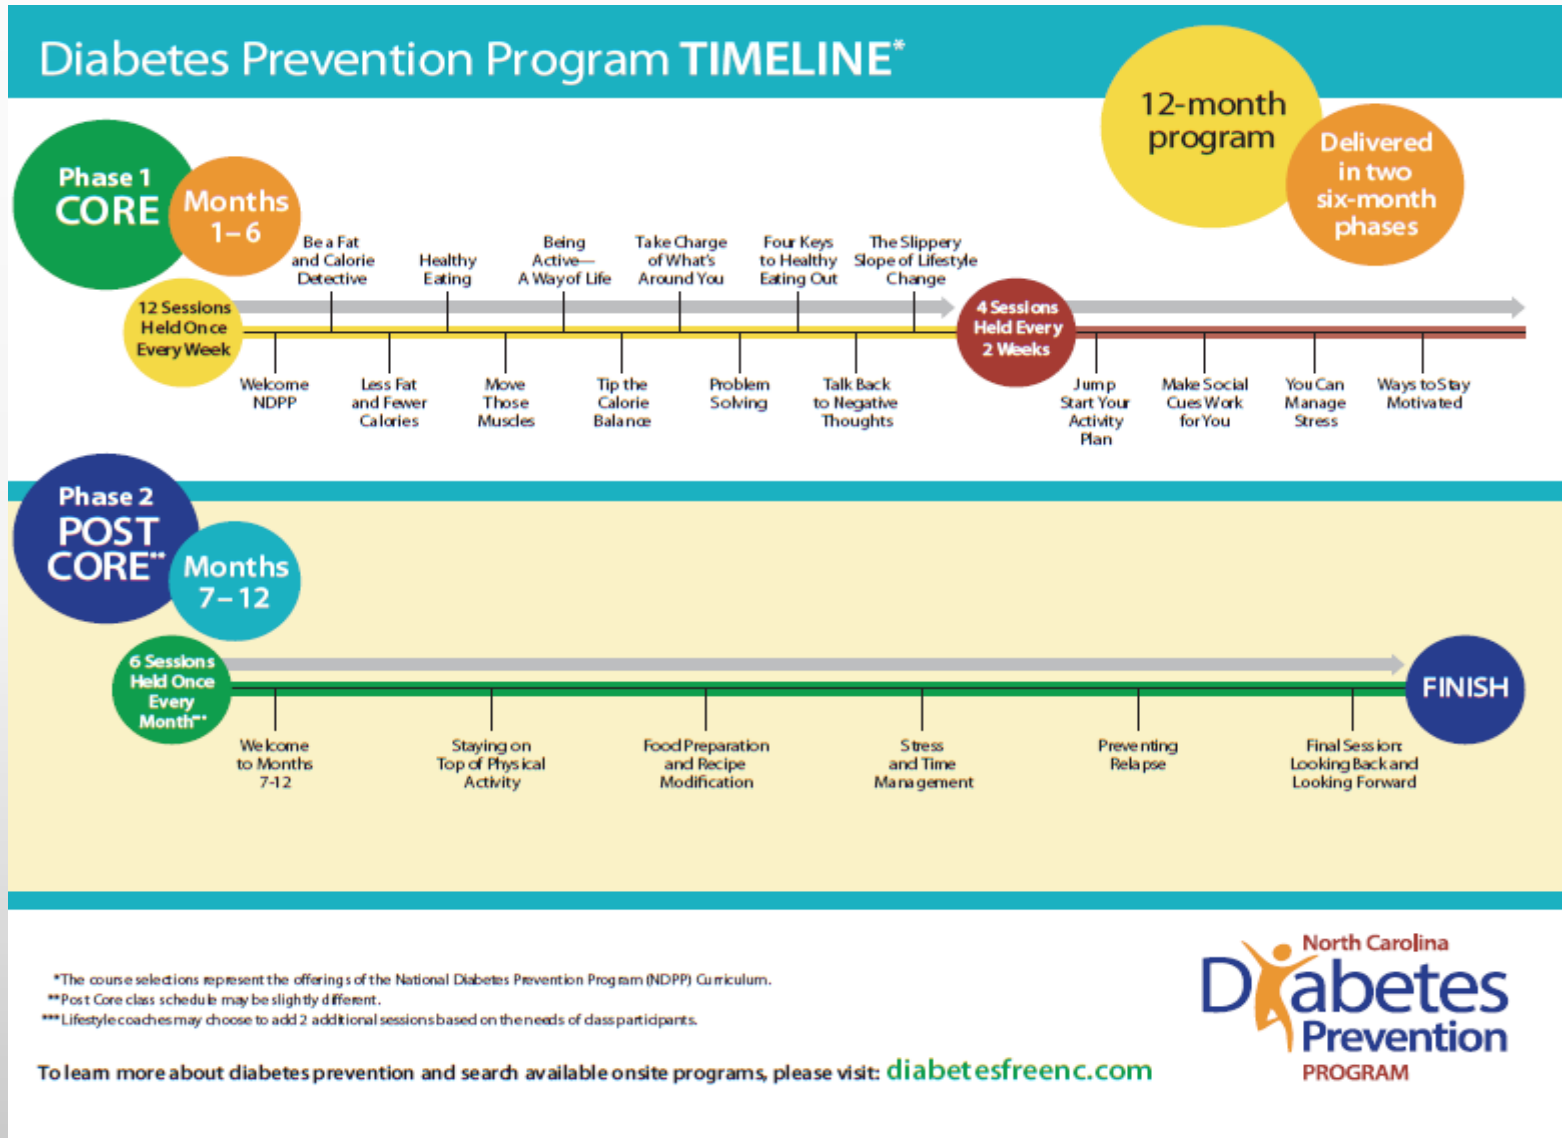 Diabetes Prevention Program TIMELINE*
12-month
program
Delivered
in two
six-month
phases
Phase 1
CORE
Months
1–6
12 Sessions
Held Once
Every Week
Welcome
NDPP
Be a Fat
and Calorie
Detective
Less Fat
and Fewer
Calories
Healthy
Eating
Move
Those
Muscles
Being
Active—
A Way of Life
Tip the
Calorie
Balance
Take Charge
of What's
Around You
Problem
Solving
Four Keys
to Healthy
Eating Out
Talk Back
to Negative
Thoughts
The Slippery
Slope of Lifestyle
Change
4 Sessions
Held Every
2 Weeks
Jump
Start Your
Activity
Plan
Make Social
Cues Work
for You
You Can
Manage
Stress
Ways to Stay
Motivated
Phase 2
POST
CORE**
Months
7–12
6 Sessions
Held Once
Every
Month***
Welcome
to Months
7-12
Staying on
Top of Physical
Activity
Food Preparation
and Recipe
Modification
Stress
and Time
Management
Preventing
Relapse
Final Session:
Looking Back and
Looking Forward
FINISH
*The course selections represent the offerings of the National Diabetes Prevention Program (NDPP) Curriculum.
**Post Core class schedule may be slightly different.
***Lifestyle coaches may choose to add 2 additional sessions based on the needs of class participants.
To learn more about diabetes prevention and search available onsite programs, please visit: diabetesfreenc.com
North Carolina
Diabetes
Prevention
PROGRAM